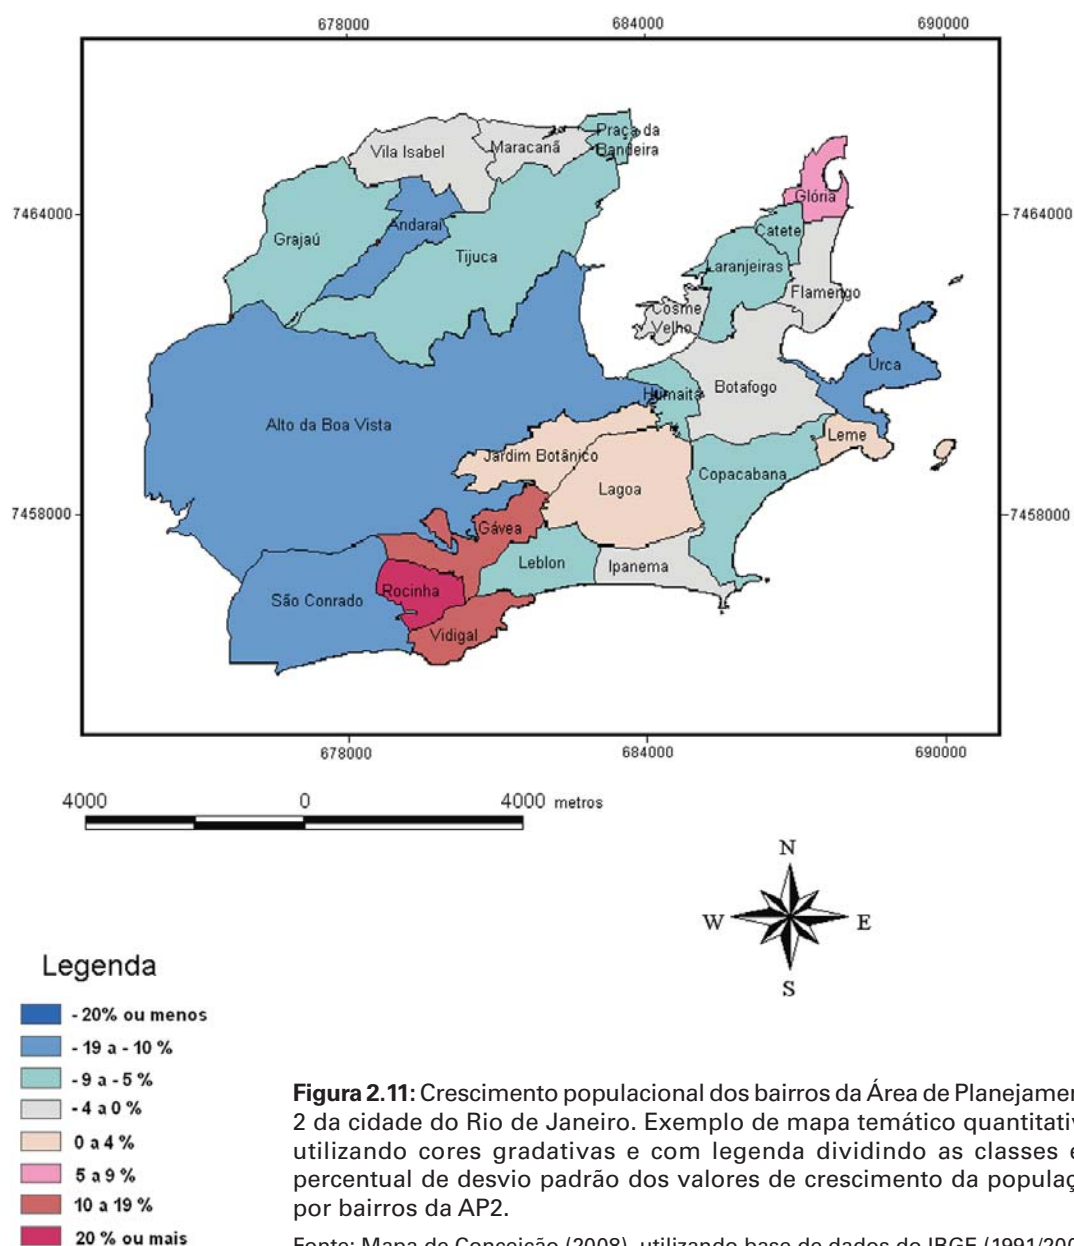 678000
684000
690000
Praça da
Bandeira
Vila Isabel
Maracanã
Glória
7464000
7464000
Andaraí
Catete
Grajaú
Tijuca
Laranjeiras
Flamengo
Cosme
Velho
Urca
Humaitá
Botafogo
Alto da Boa Vista
Leme
Jardim Botânico
Copacabana
Lagoa
7458000
7458000
Gávea
Leblon
Ipanema
Rocinha
São Conrado
Vidigal
678000
684000
690000
4000 0 4000 metros
N
W E
S
Legenda
- 20% ou menos
- 19 a - 10 %
- 9 a - 5 %
- 4 a 0 %
0 a 4 %
5 a 9 %
10 a 19 %
20 % ou mais
Figura 2.11: Crescimento populacional dos bairros da Área de Planejamen
2 da cidade do Rio de Janeiro. Exemplo de mapa temático quantitativ
utilizando cores gradativas e com legenda dividindo as classes e
percentual de desvio padrão dos valores de crescimento da populaç
por bairros da AP2.
Fonte: Mapa de Conceição (2008), utilizando base de dados do IBGE (1991/200